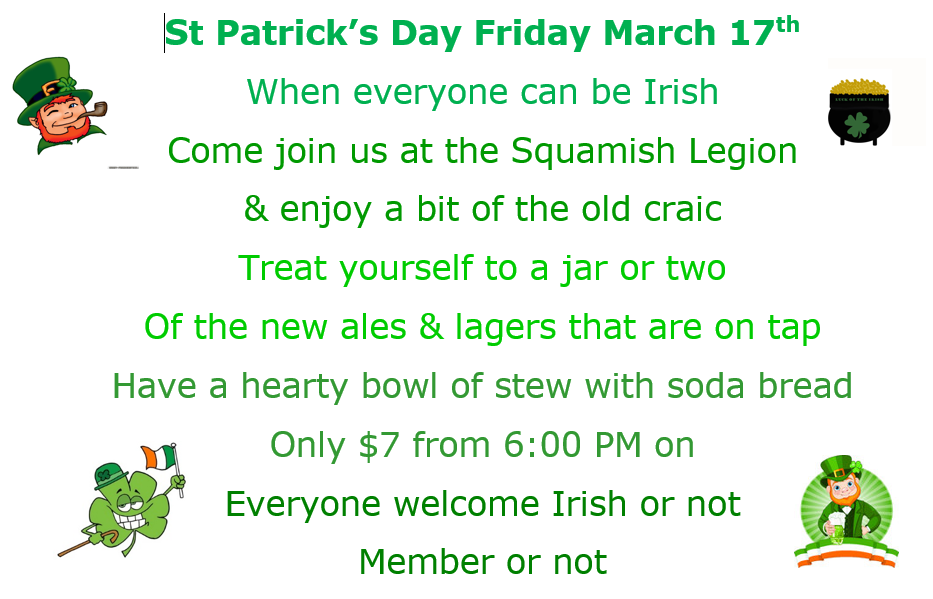 St Patrick’s Day Friday March 17th
When everyone can be Irish
Come join us at the Squamish Legion
& enjoy a bit of the old craic
Treat yourself to a jar or two
Of the new ales & lagers that are on tap
Have a hearty bowl of stew with soda bread
Only $7 from 6:00 PM on
Everyone welcome Irish or not
Member or not